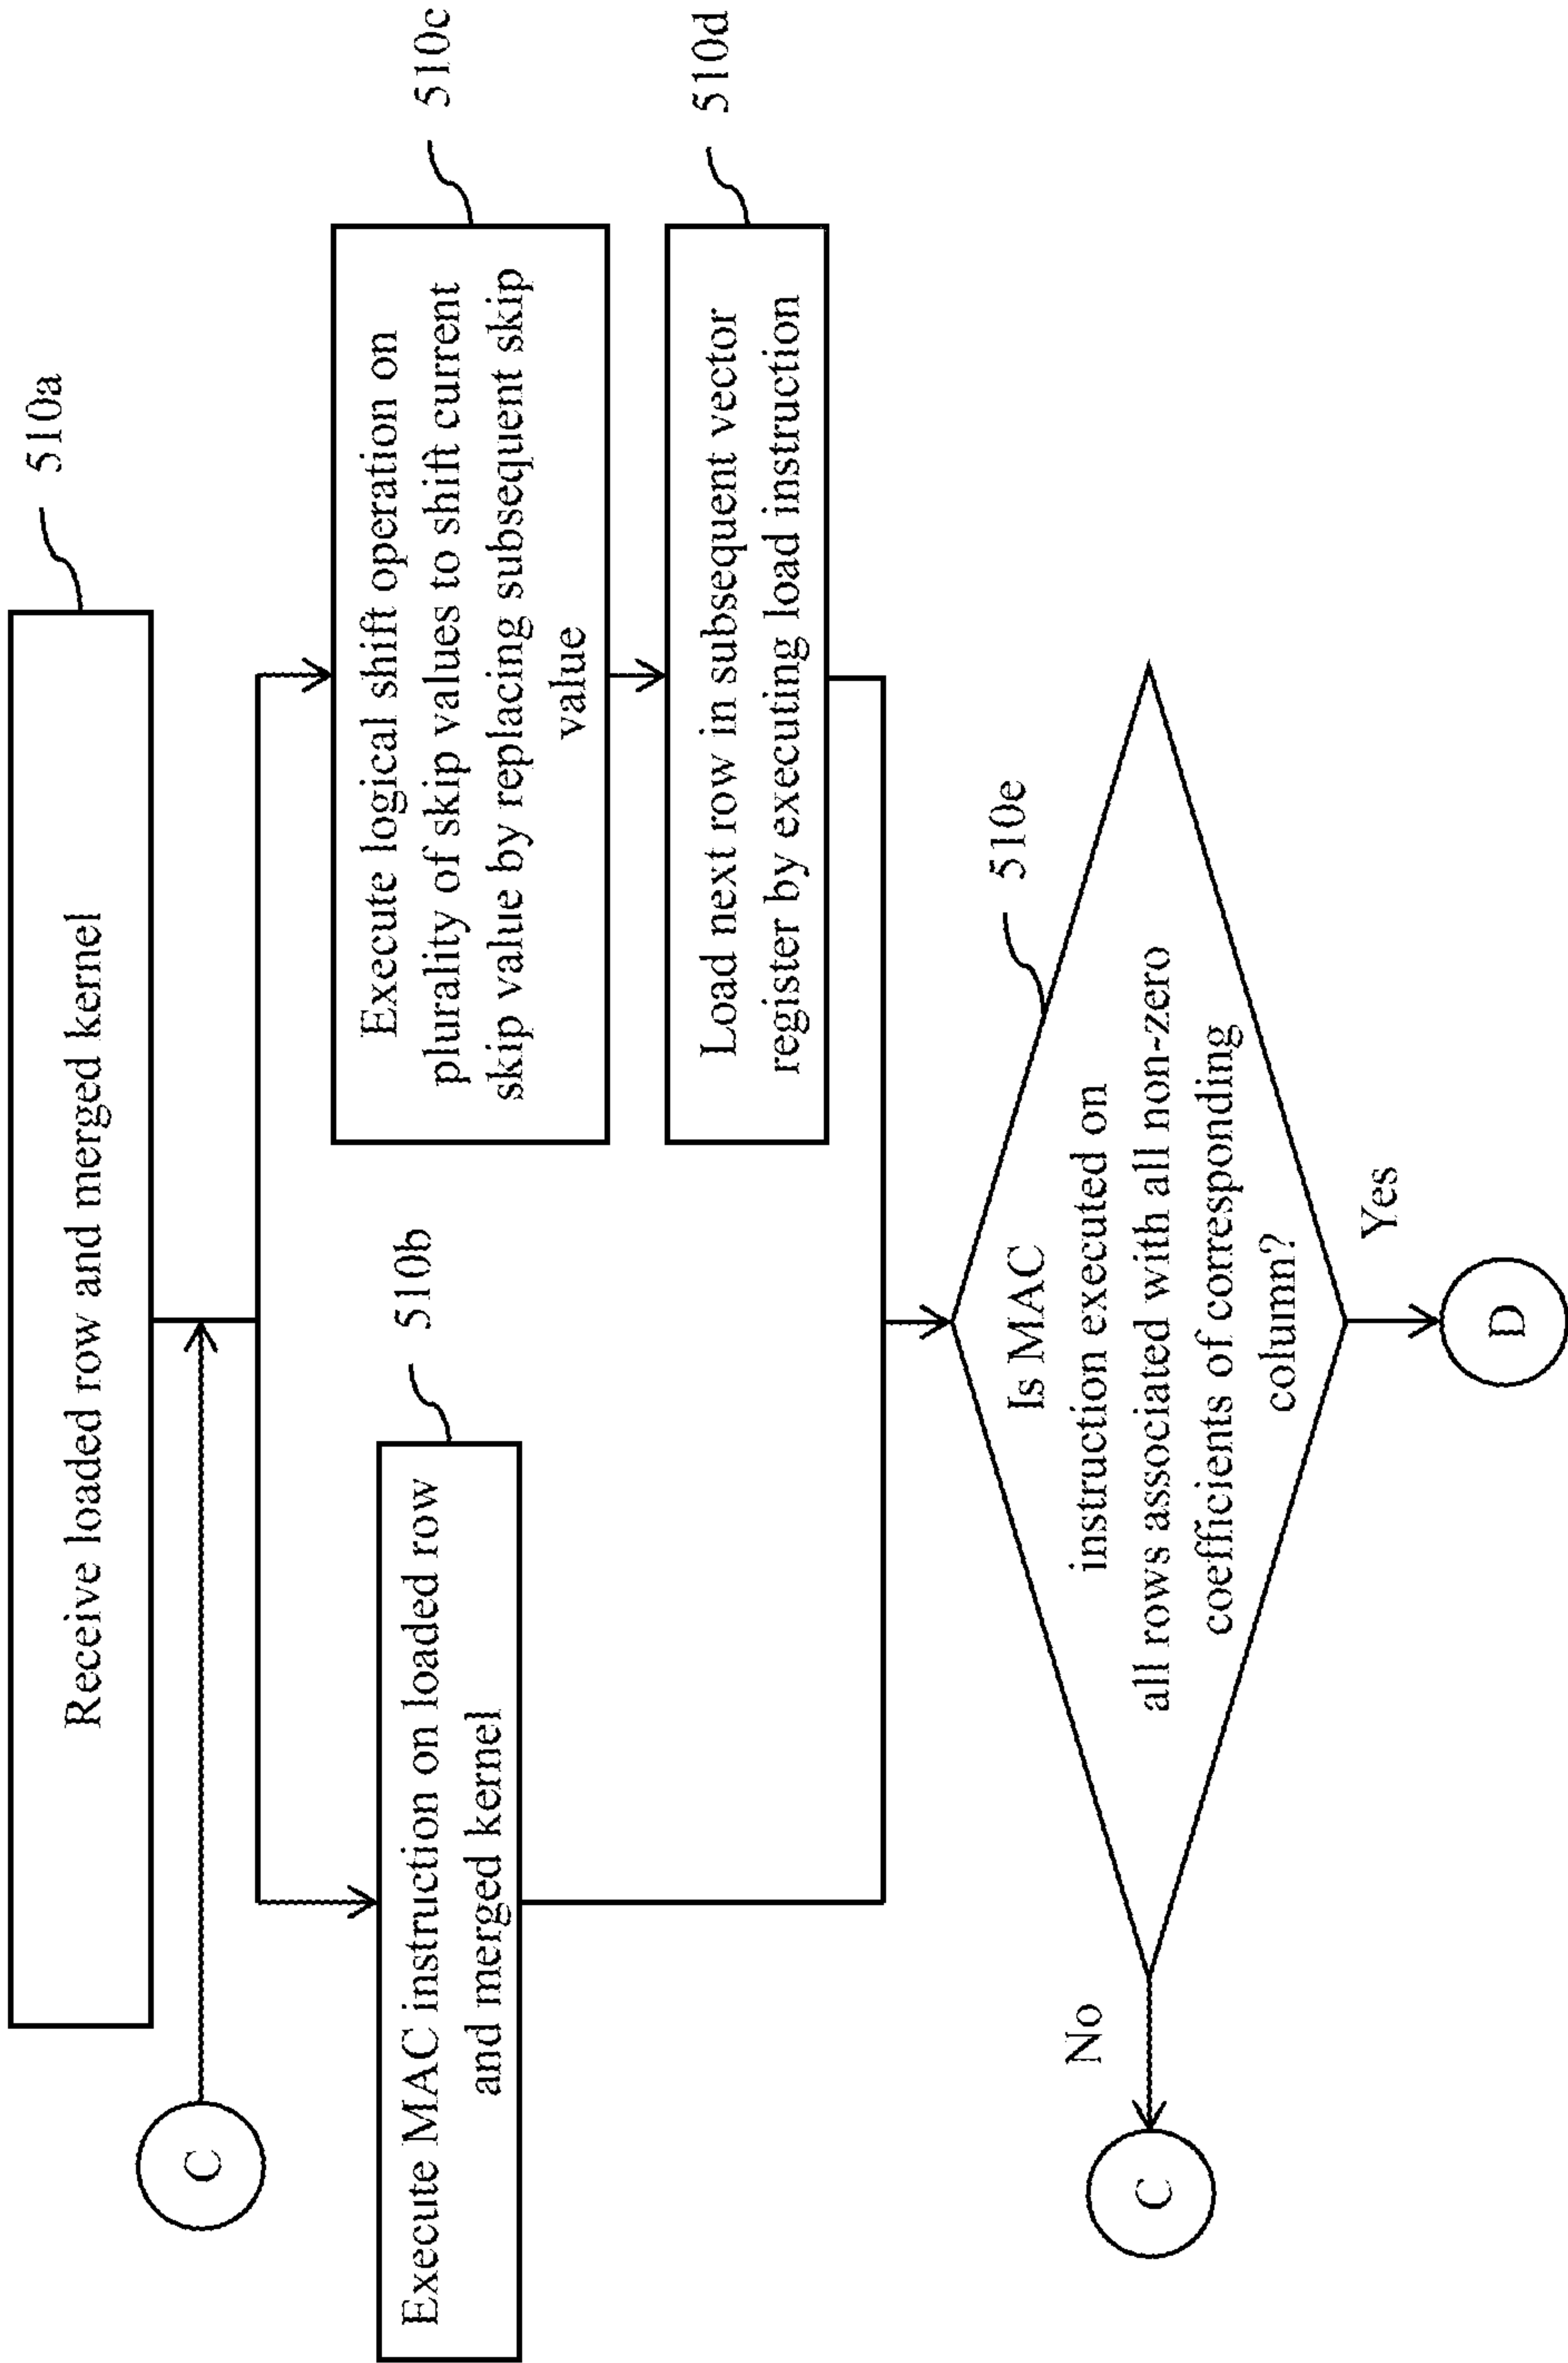 510a
Receive loaded row and merged kernel
C
510b
Execute MAC instruction on loaded row
and merged kernel
510c
Execute logical shift operation on
plurality of skip values to shift current
skip value by replacing subsequent skip
value
510d
Load next row in subsequent vector
register by executing load instruction
510e
Is MAC
instruction executed on
all rows associated with all non-zero
coefficients of corresponding
column?
No
C
Yes
D